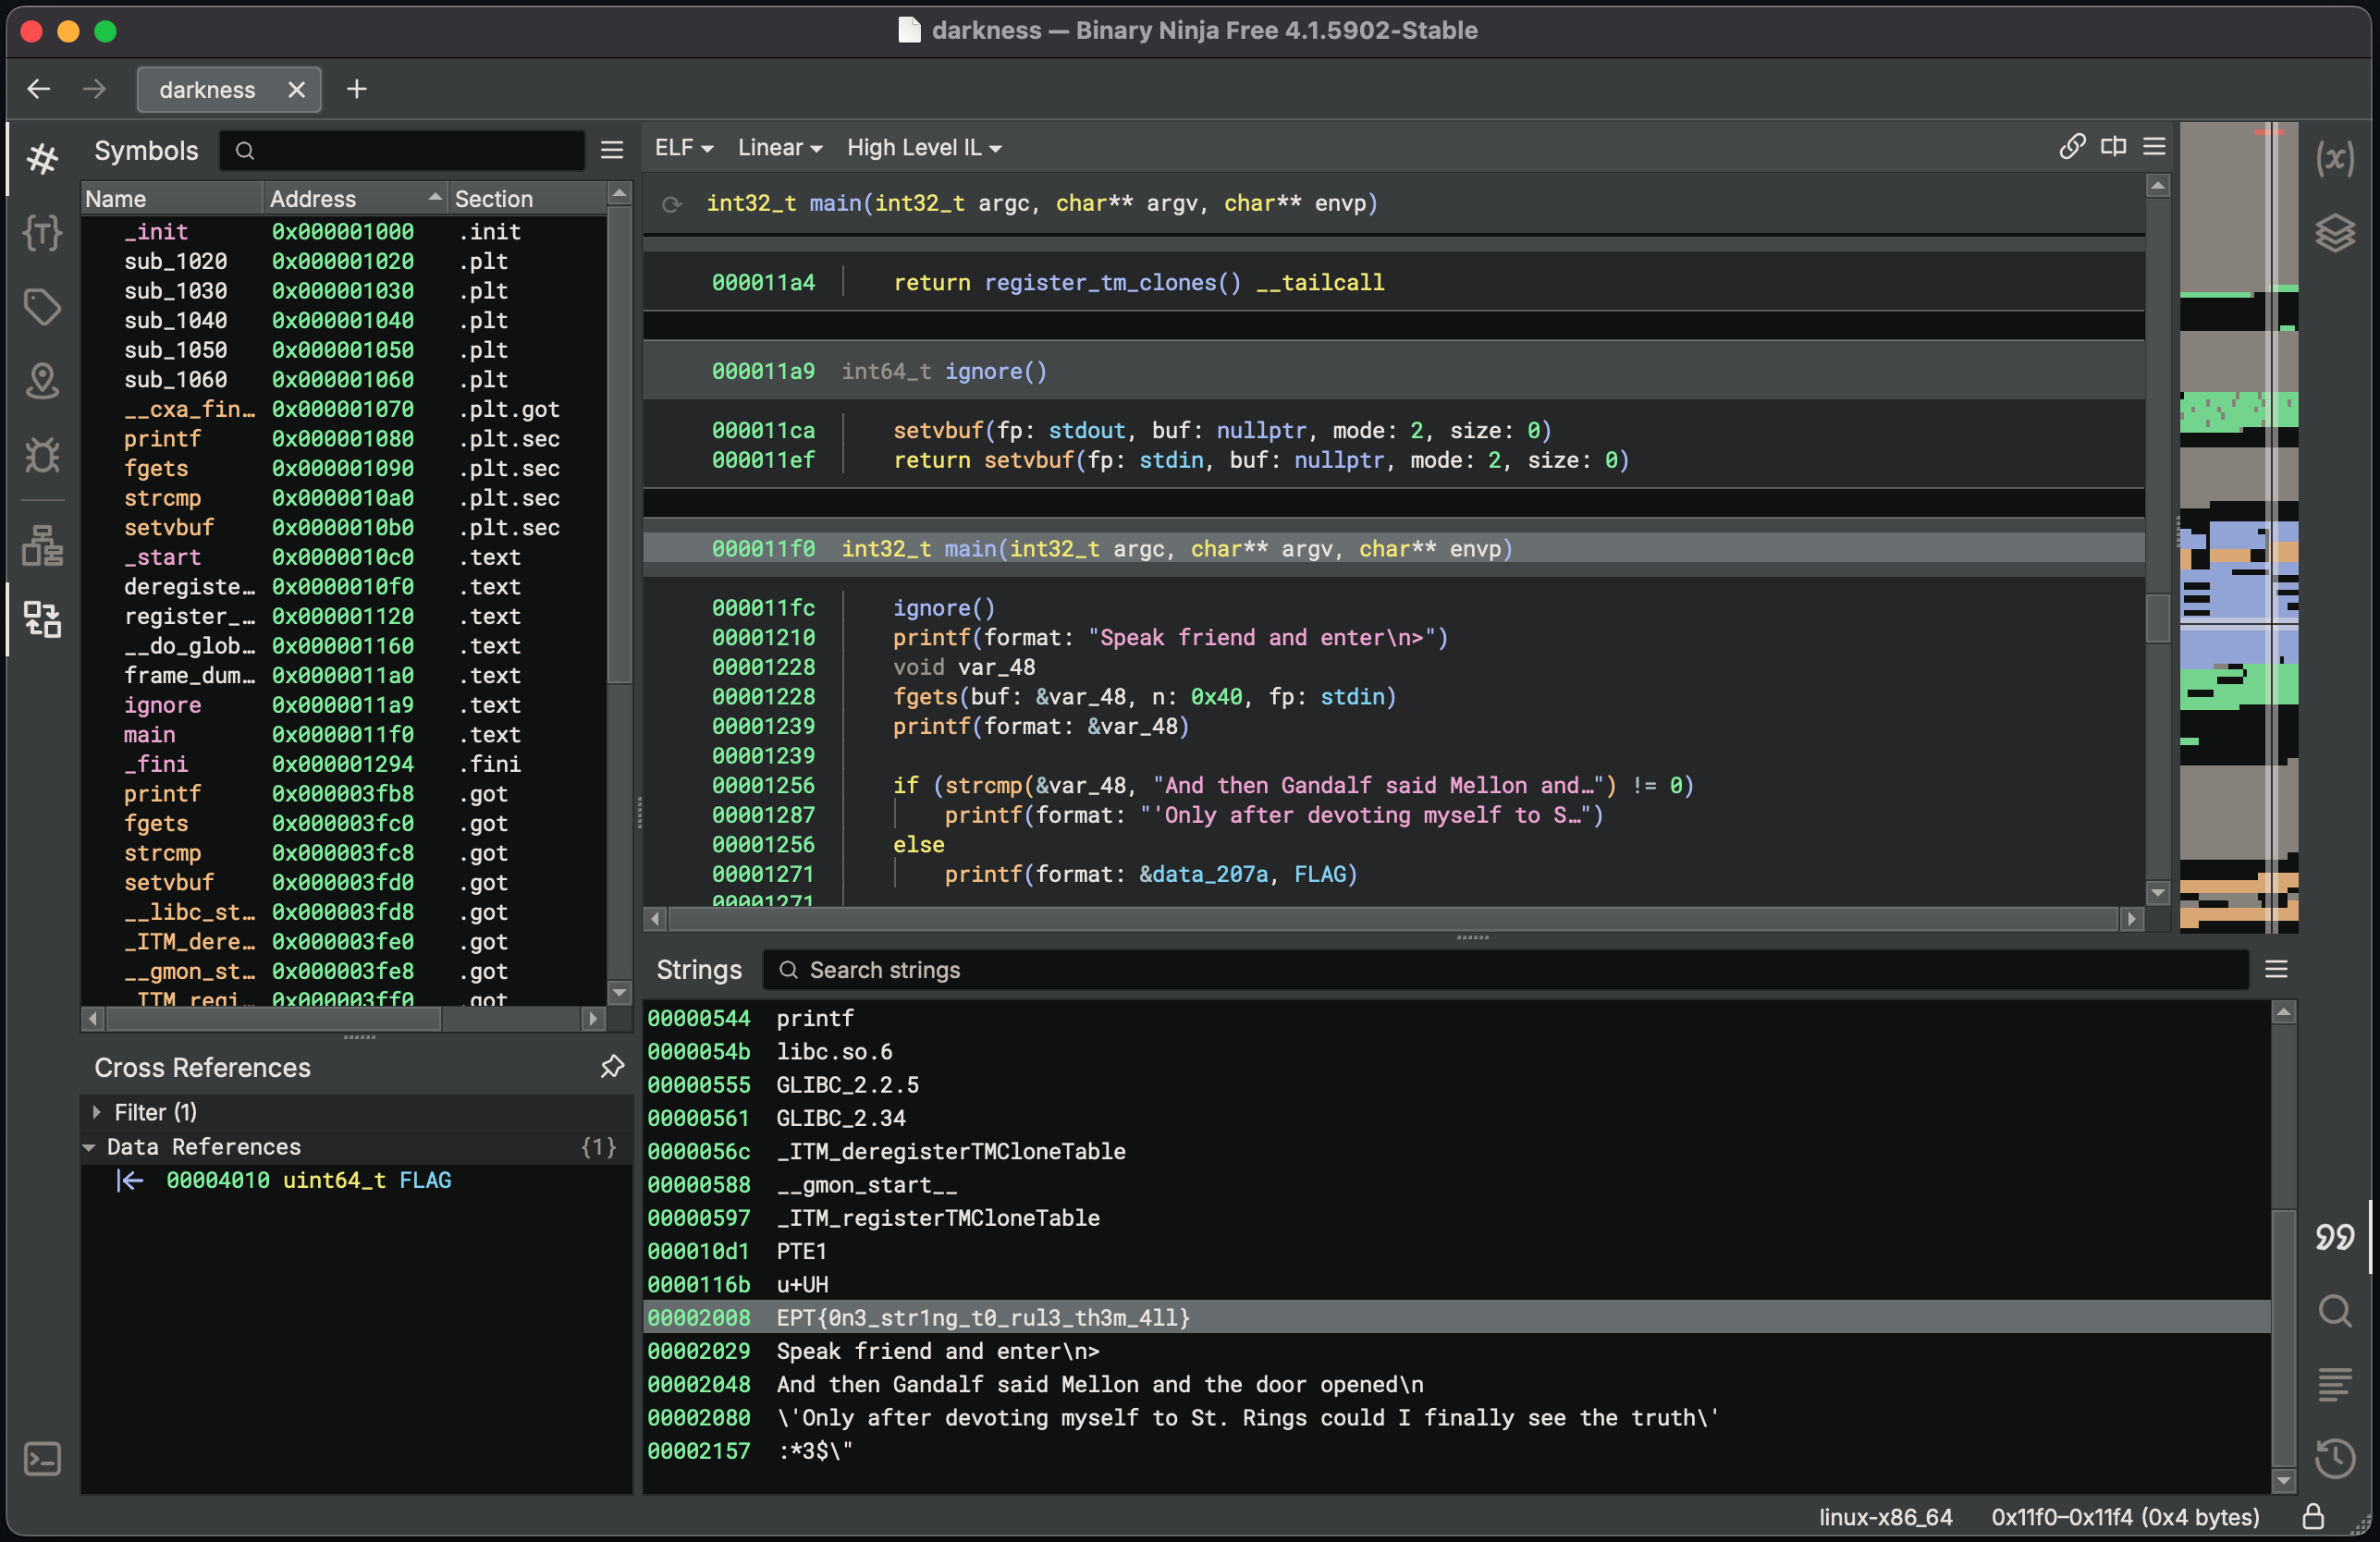 darkness — Binary Ninja Free 4.1.5902-Stable
darkness
Symbols
Name Address Section
_init 0x000001000 .init
sub_1020 0x000001020 .plt
sub_1030 0x000001030 .plt
sub_1040 0x000001040 .plt
sub_1050 0x000001050 .plt
sub_1060 0x000001060 .plt
__cxa_fin… 0x000001070 .plt.got
printf 0x000001080 .plt.sec
fgets 0x000001090 .plt.sec
strcmp 0x0000010a0 .plt.sec
setvbuf 0x0000010b0 .plt.sec
_start 0x0000010c0 .text
deregiste… 0x0000010f0 .text
register_… 0x000001120 .text
__do_glob… 0x000001160 .text
frame_dum… 0x0000011a0 .text
ignore 0x0000011a9 .text
main 0x0000011f0 .text
_fini 0x000001294 .fini
printf 0x000003fb8 .got
fgets 0x000003fc0 .got
strcmp 0x000003fc8 .got
setvbuf 0x000003fd0 .got
__libc_st… 0x000003fd8 .got
_ITM_dere… 0x000003fe0 .got
__gmon_st… 0x000003fe8 .got
_ITM_regi… 0x000003ff0 .got
Cross References
Filter (1)
Data References {1}
00004010 uint64_t FLAG
ELF Linear High Level IL
int32_t main(int32_t argc, char** argv, char** envp)
000011a4 return register_tm_clones() __tailcall
000011a9 int64_t ignore()
000011ca setvbuf(fp: stdout, buf: nullptr, mode: 2, size: 0)
000011ef return setvbuf(fp: stdin, buf: nullptr, mode: 2, size: 0)
000011f0 int32_t main(int32_t argc, char** argv, char** envp)
000011fc ignore()
00001210 printf(format: "Speak friend and enter\n>")
00001228 void var_48
00001228 fgets(buf: &var_48, n: 0x40, fp: stdin)
00001239 printf(format: &var_48)
00001239
00001256 if (strcmp(&var_48, "And then Gandalf said Mellon and…") != 0)
00001287 printf(format: "'Only after devoting myself to S…")
00001256 else
00001271 printf(format: &data_207a, FLAG)
00001271
Strings Search strings
00000544 printf
0000054b libc.so.6
00000555 GLIBC_2.2.5
00000561 GLIBC_2.34
0000056c _ITM_deregisterTMCloneTable
00000588 __gmon_start__
00000597 _ITM_registerTMCloneTable
000010d1 PTE1
0000116b u+UH
00002008 EPT{0n3_str1ng_t0_rul3_th3m_4ll}
00002029 Speak friend and enter\n>
00002048 And then Gandalf said Mellon and the door opened\n
00002080 \'Only after devoting myself to St. Rings could I finally see the truth\'
00002157 :*3$\"
linux-x86_64 0x11f0–0x11f4 (0x4 bytes)